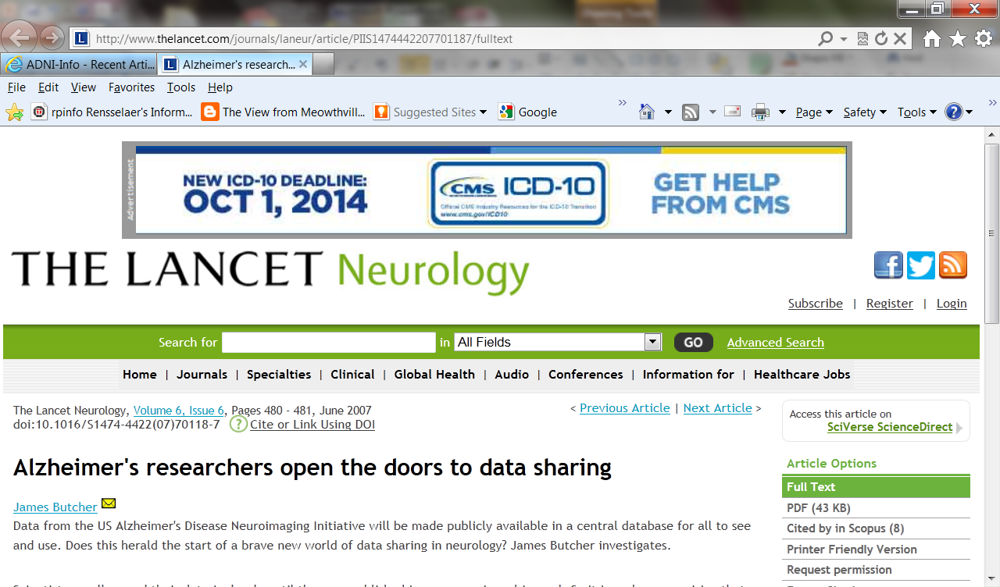 http://www.thelancet.com/journals/laneur/article/PIIS1474442207701187/fulltext
ADNI-Info - Recent Arti...
Alzheimer's research...
File Edit View Favorites Tools Help
rpinfo Rensselaer's Inform...
The View from Meowthvill...
Suggested Sites
Google
Page
Safety
Tools
Advertisement
NEW ICD-10 DEADLINE:
OCT 1, 2014
CMS ICD-10
Official CMS Industry Resources for the ICD-10 Transition
www.cms.gov/ICD10
GET HELP
FROM CMS
THE LANCET Neurology
Subscribe | Register | Login
Search for in All Fields GO Advanced Search
Home | Journals | Specialties | Clinical | Global Health | Audio | Conferences | Information for | Healthcare Jobs
The Lancet Neurology, Volume 6, Issue 6, Pages 480 - 481, June 2007
doi:10.1016/S1474-4422(07)70118-7 ? Cite or Link Using DOI
< Previous Article | Next Article >
Alzheimer's researchers open the doors to data sharing
James Butcher
Data from the US Alzheimer's Disease Neuroimaging Initiative will be made publicly available in a central database for all to see
and use. Does this herald the start of a brave new world of data sharing in neurology? James Butcher investigates.
Access this article on
SciVerse ScienceDirect
Article Options
Full Text
PDF (43 KB)
Cited by in Scopus (8)
Printer Friendly Version
Request permission